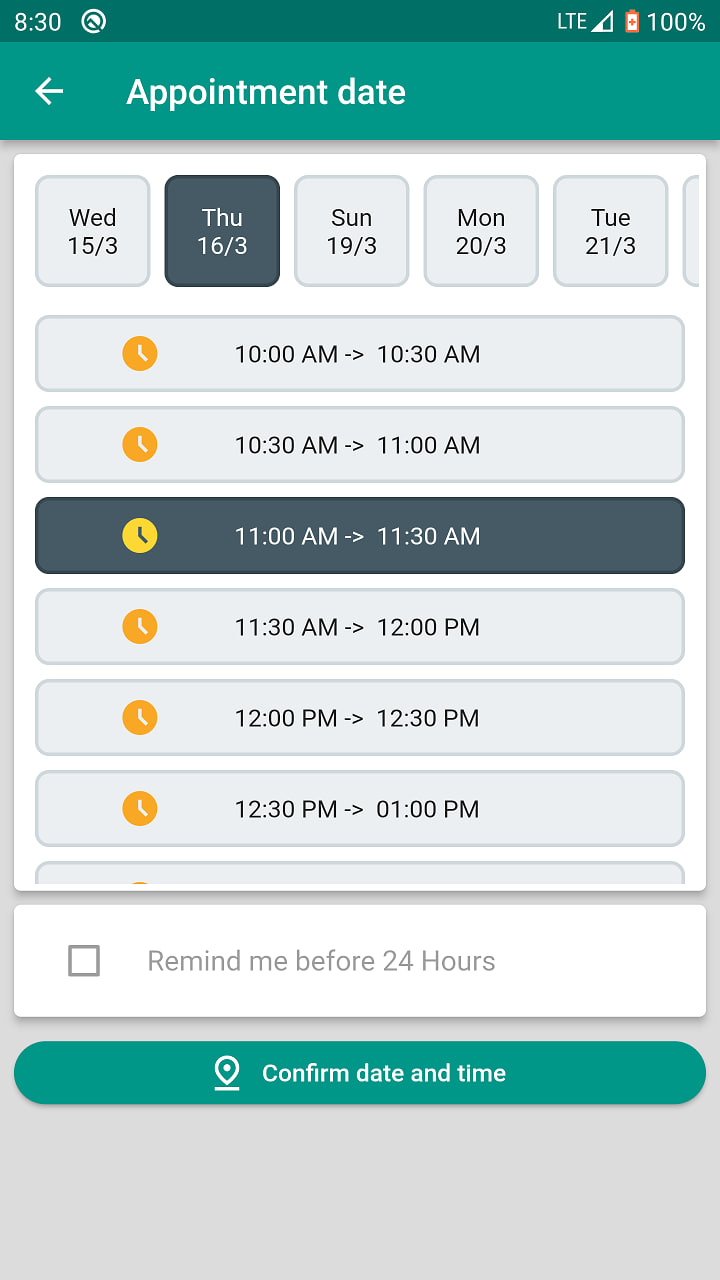 8:30 LTE 100%
Appointment date
Wed Thu Sun Mon Tue
15/3 16/3 19/3 20/3 21/3
10:00 AM -> 10:30 AM
10:30 AM -> 11:00 AM
11:00 AM -> 11:30 AM
11:30 AM -> 12:00 PM
12:00 PM -> 12:30 PM
12:30 PM -> 01:00 PM
Remind me before 24 Hours
Confirm date and time